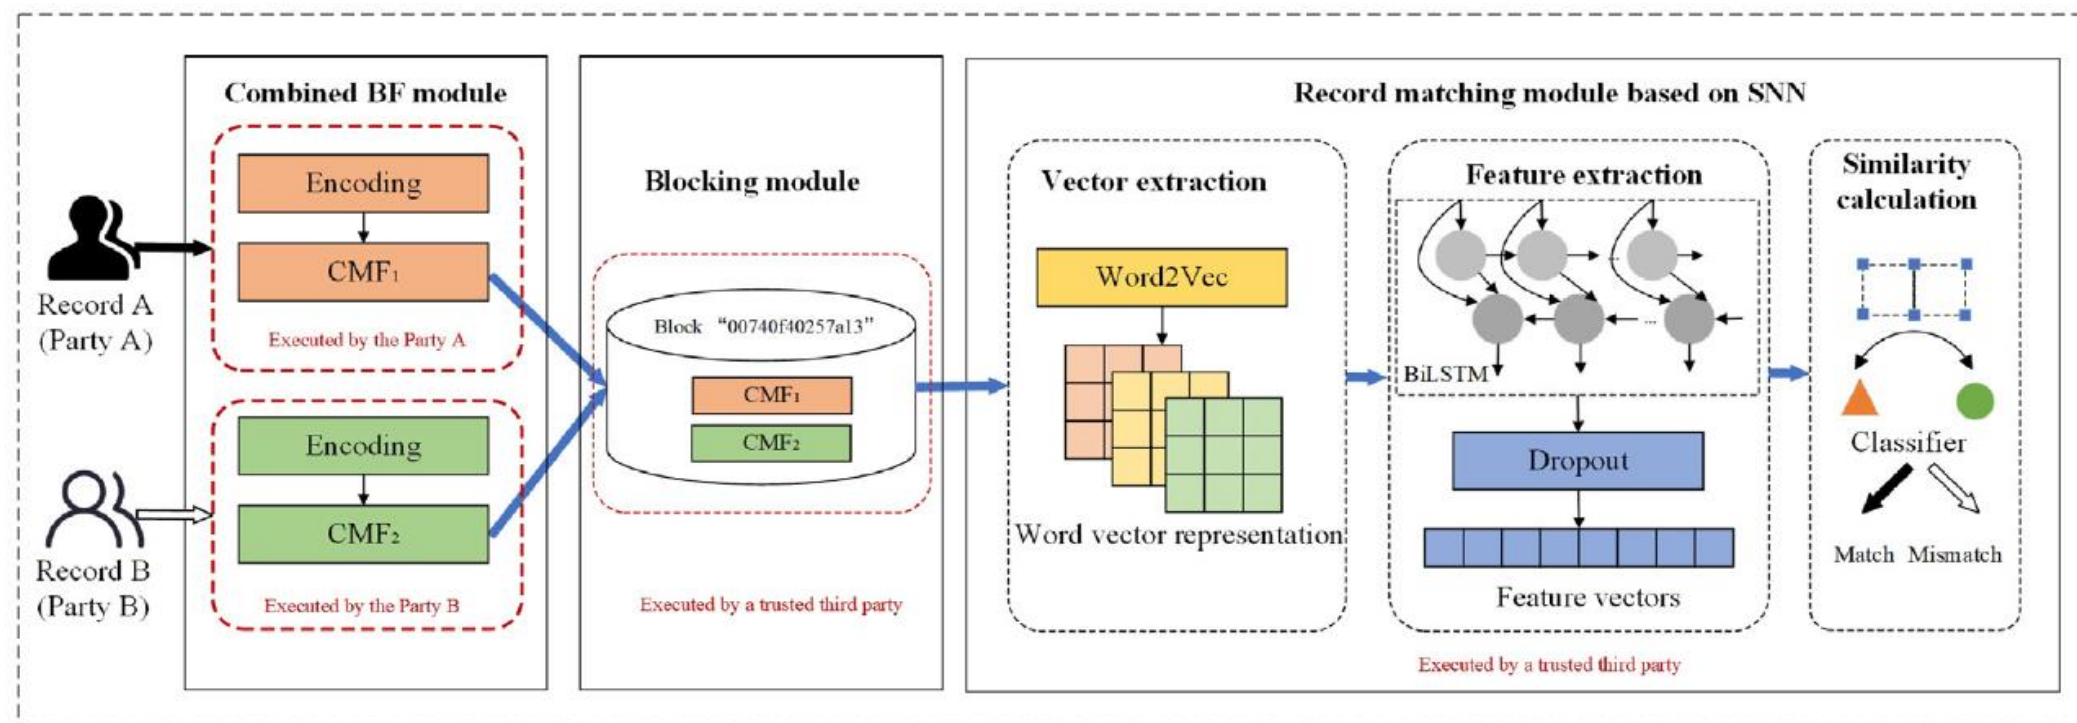 Combined BF module
Encoding
CMF₁
Executed by the Party A
Record A
(Party A)
Encoding
CMF₂
Executed by the Party B
Record B
(Party B)
Blocking module
Block “00740f40257a13”
CMF₁
CMF₂
Executed by a trusted third party
Record matching module based on SNN
Vector extraction
Word2Vec
Word vector representation
Feature extraction
...
...
BiLSTM
Dropout
Feature vectors
Similarity
calculation
Classifier
Match Mismatch
Executed by a trusted third party